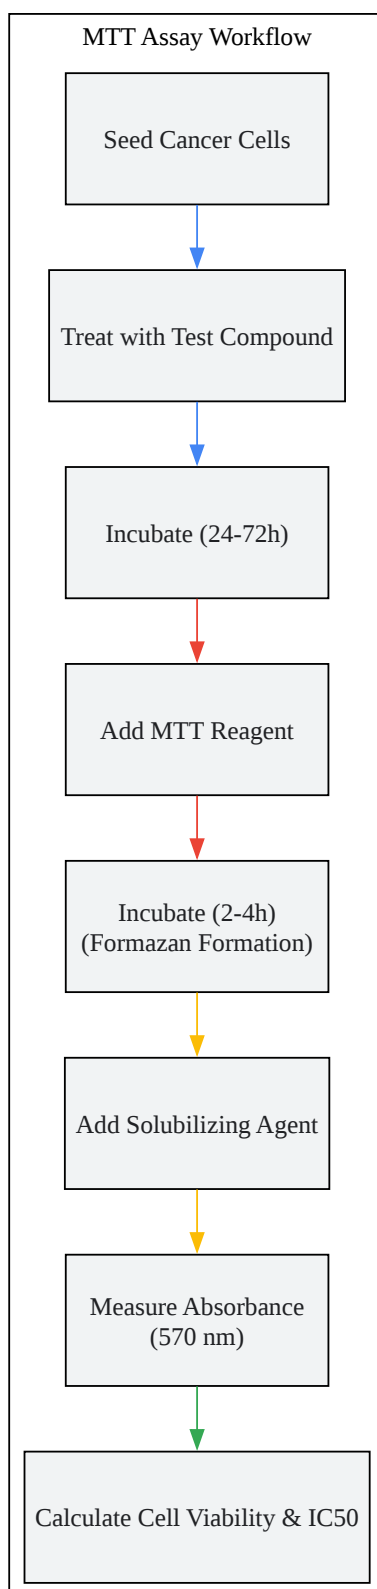 MTT Assay Workflow
Seed Cancer Cells
Treat with Test Compound
Incubate (24-72h)
Add MTT Reagent
Incubate (2-4h)
(Formazan Formation)
Add Solubilizing Agent
Measure Absorbance
(570 nm)
Calculate Cell Viability & IC50